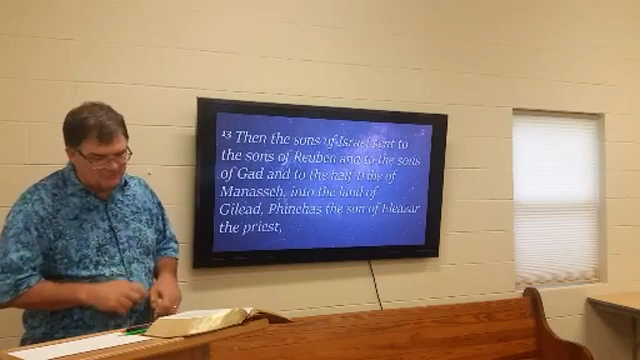 13 Then the sons of Israel sent to
the sons of Reuben and to the sons
of Gad and to the half tribe of
Manasseh, into the land of
Gilead, Phinehas the son of Eleazar
the priest,